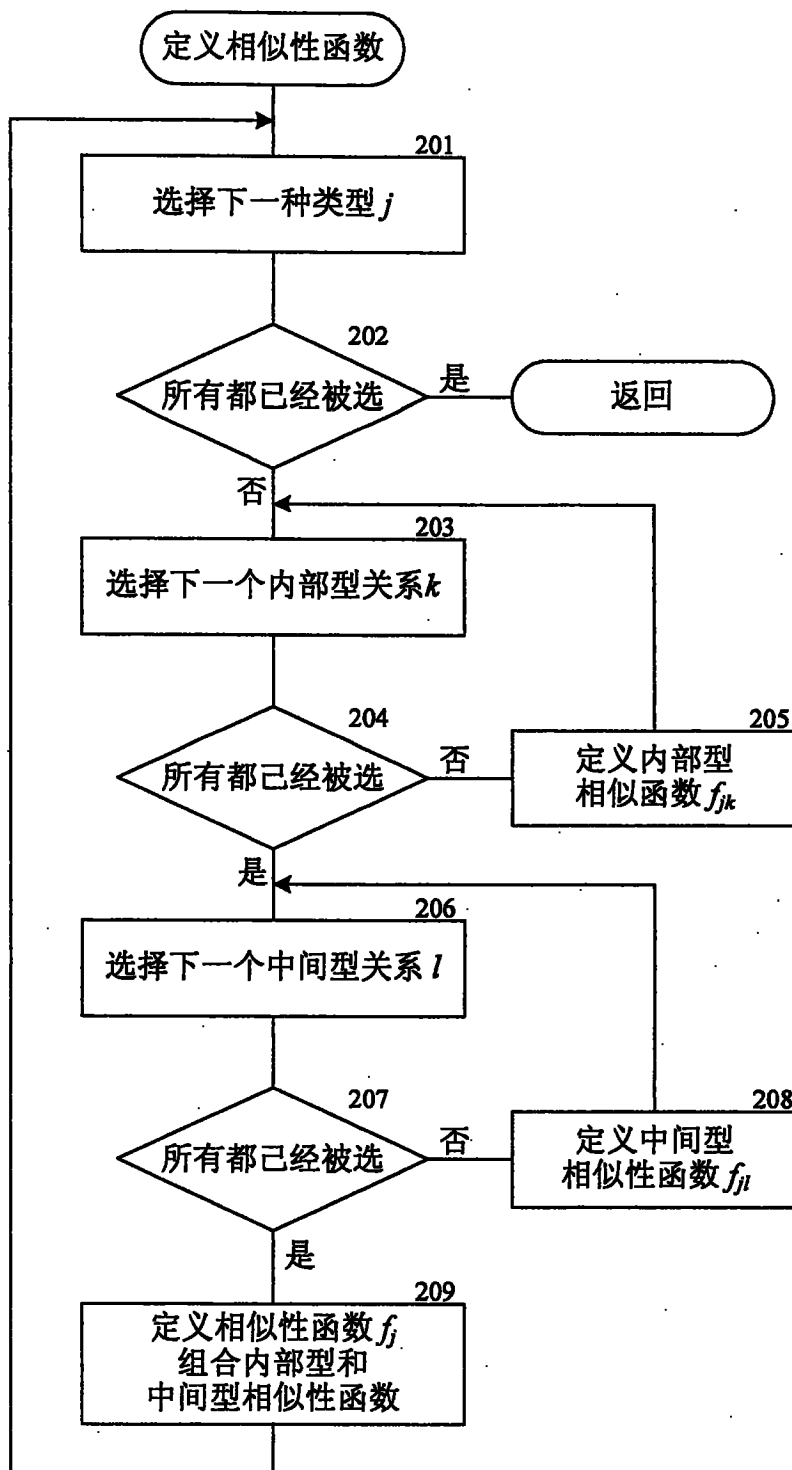 定义相似性函数
201
选择下一种类型 j
202
所有都已经被选
是
返回
否
203
选择下一个内部型关系k
204
所有都已经被选
否
205
定义内部型
相似函数 fjk
是
206
选择下一个中间型关系 l
207
所有都已经被选
否
208
定义中间型
相似性函数 fjl
是
209
定义相似性函数 fj
组合内部型和
中间型相似性函数